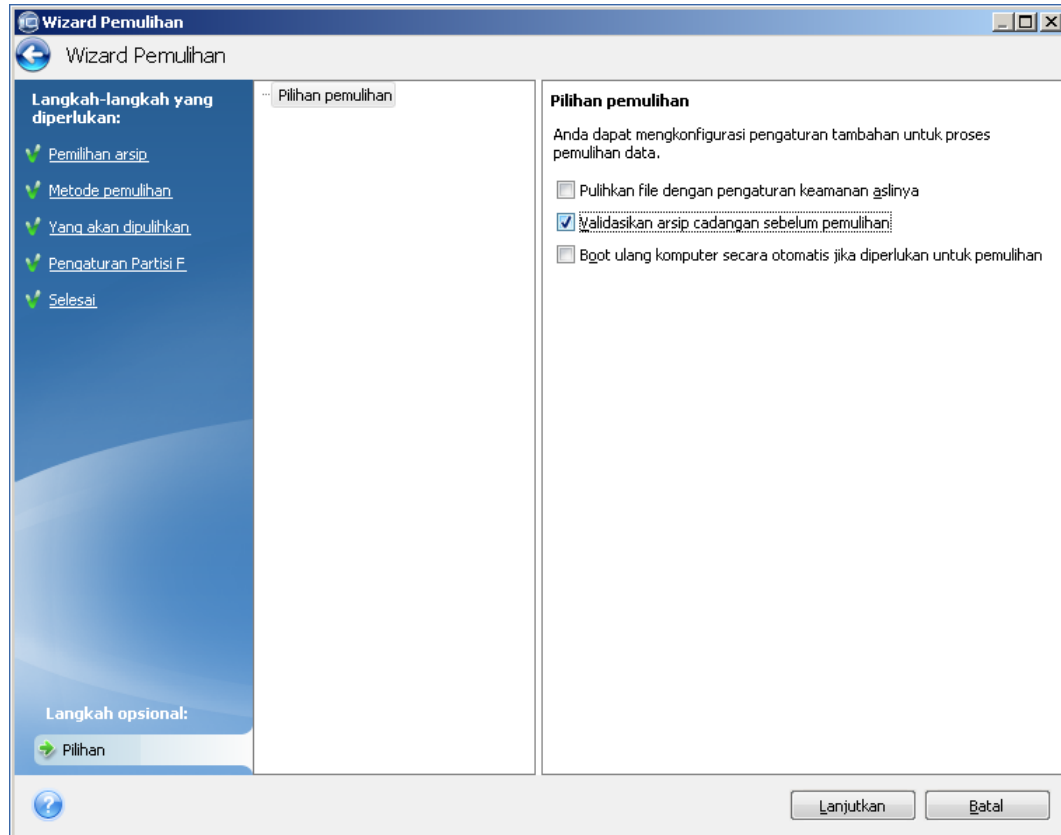 Wizard Pemulihan
Wizard Pemulihan
Langkah-langkah yang
diperlukan:
Pemilihan arsip
Metode pemulihan
Yang akan dipulihkan
Pengaturan Partisi F
Selesai
Langkah opsional:
Pilihan
Pilihan pemulihan
Pilihan pemulihan
Anda dapat mengkonfigurasi pengaturan tambahan untuk proses
pemulihan data.
Pulihkan file dengan pengaturan keamanan aslinya
Validasikan arsip cadangan sebelum pemulihan
Boot ulang komputer secara otomatis jika diperlukan untuk pemulihan
Lanjutkan
Batal